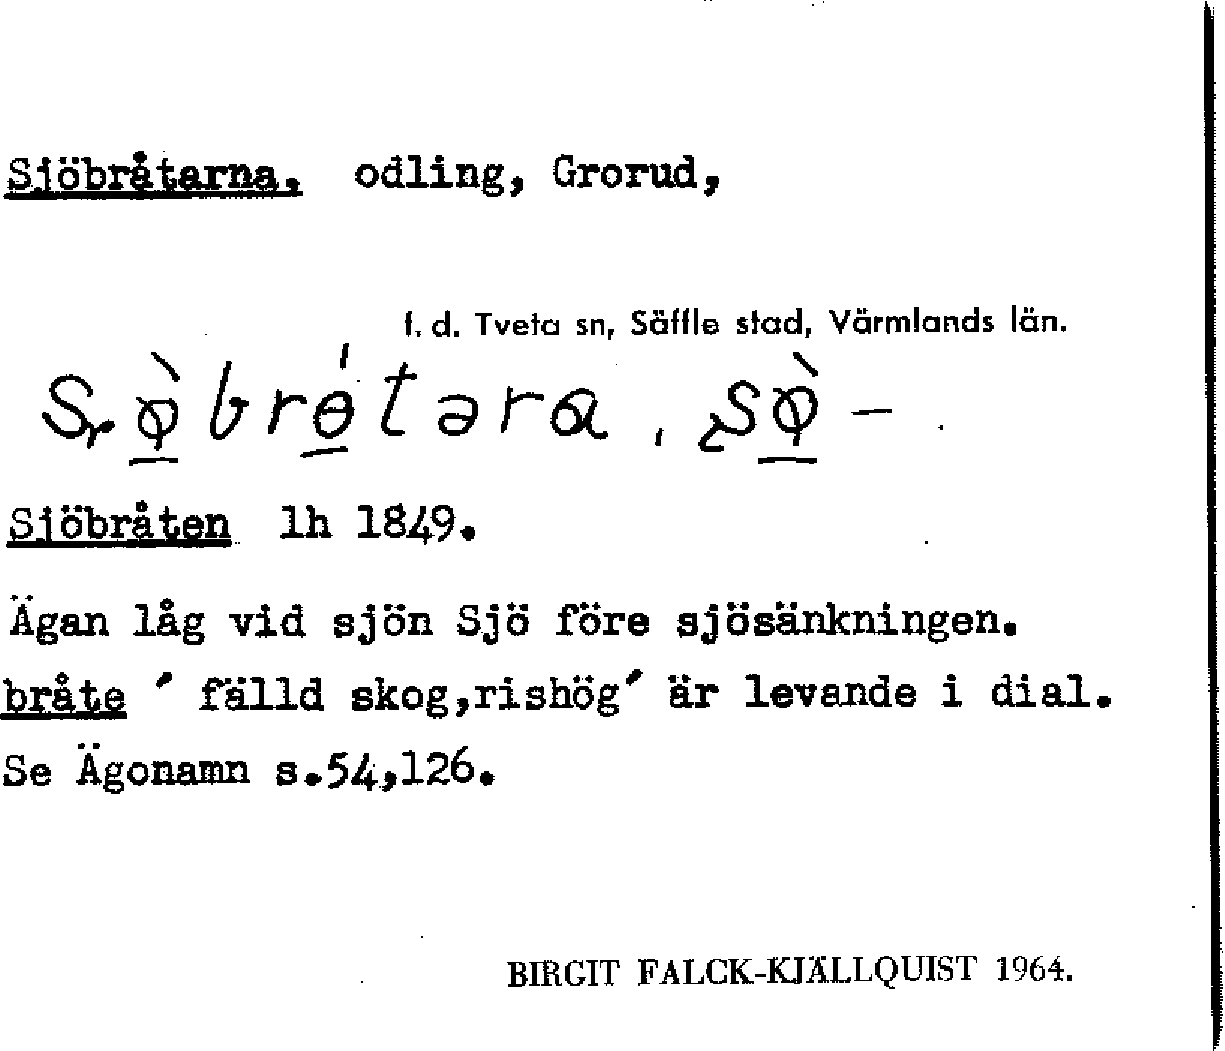 Sjöbråtarna, odling, Grorud,
f. d. Tveta sn, Säffle stad, Värmlands län.
Sjöbråten lh 1849.
Ägan låg vid sjön Sjö före sjösänkningen.
bråte ' fälld skog,rishög' är levande i dial.
Se Ägonamn s.54,126.
BIRGIT FALCK-KJÄLLQUIST 1964.